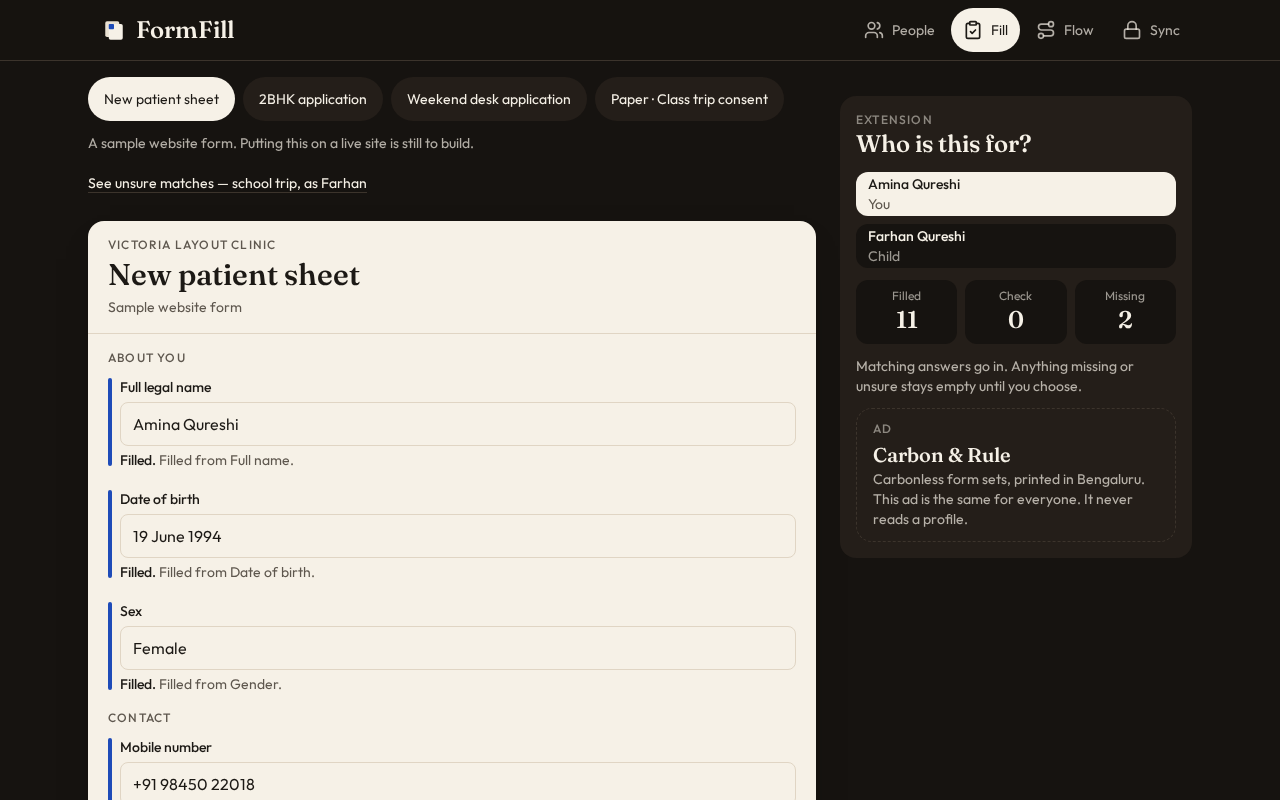 FormFill
People
Fill
Flow
Sync
New patient sheet
2BHK application
Weekend desk application
Paper · Class trip consent
A sample website form. Putting this on a live site is still to build.
See unsure matches — school trip, as Farhan
VICTORIA LAYOUT CLINIC
New patient sheet
Sample website form
ABOUT YOU
Full legal name
Amina Qureshi
Filled. Filled from Full name.
Date of birth
19 June 1994
Filled. Filled from Date of birth.
Sex
Female
Filled. Filled from Gender.
CONTACT
Mobile number
+91 98450 22018
EXTENSION
Who is this for?
Amina Qureshi
You
Farhan Qureshi
Child
Filled
11
Check
0
Missing
2
Matching answers go in. Anything missing or
unsure stays empty until you choose.
AD
Carbon & Rule
Carbonless form sets, printed in Bengaluru.
This ad is the same for everyone. It never
reads a profile.